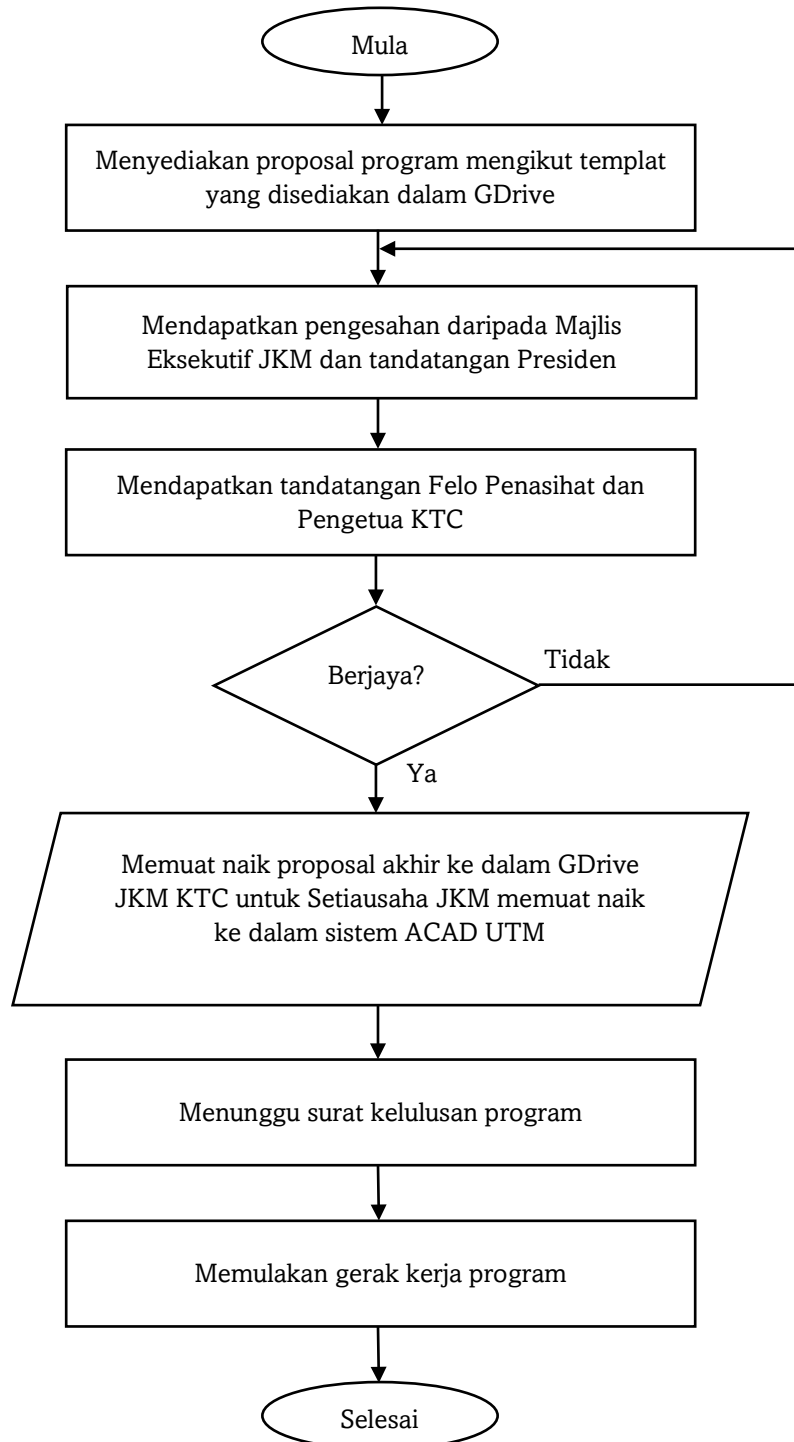 Mula
Menyediakan proposal program mengikut templat
yang disediakan dalam GDrive
Mendapatkan pengesahan daripada Majlis
Eksekutif JKM dan tandatangan Presiden
Mendapatkan tandatangan Felo Penasihat dan
Pengetua KTC
Berjaya?
Tidak
Ya
Memuat naik proposal akhir ke dalam GDrive
JKM KTC untuk Setiausaha JKM memuat naik
ke dalam sistem ACAD UTM
Menunggu surat kelulusan program
Memulakan gerak kerja program
Selesai